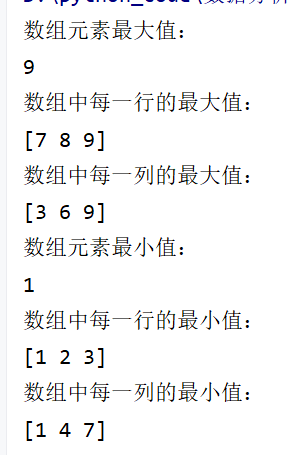 数组元素最大值：
9
数组中每一行的最大值：
[7 8 9]
数组中每一列的最大值：
[3 6 9]
数组元素最小值：
1
数组中每一行的最小值：
[1 2 3]
数组中每一列的最小值：
[1 4 7]